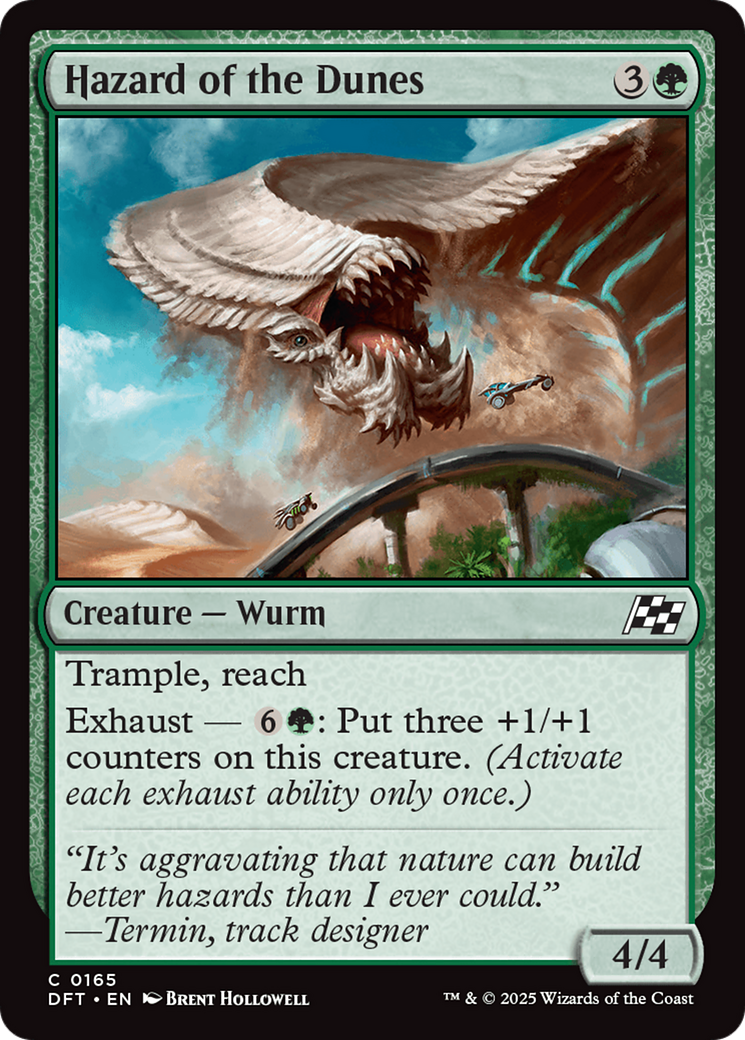 Hazard of the Dunes 3
Creature — Wurm
Trample, reach
Exhaust — 6 : Put three +1/+1
counters on this creature. (Activate
each exhaust ability only once.)
“It’s aggravating that nature can build
better hazards than I ever could.”
—Termin, track designer
4/4
C 0165
DFT • EN Brent Hollowell
™ & © 2025 Wizards of the Coast